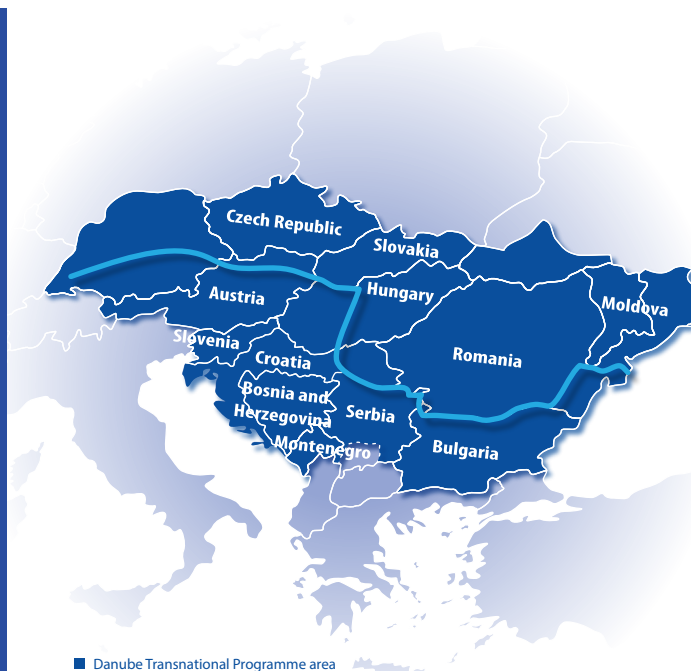 Czech Republic
Slovakia
Austria
Hungary
Moldova
Slovenia
Croatia
Romania
Bosnia and
Herzegovina
Serbia
Montenegro
Bulgaria
Danube Transnational Programme area